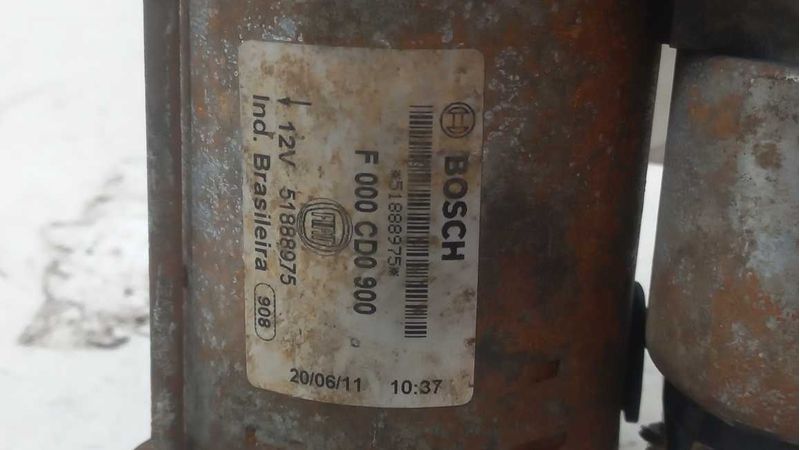 BOSCH
*51888975*
F 000 CD0 900
FIAT
12V 51888975
Ind. Brasileira 908
20/06/11 10:37